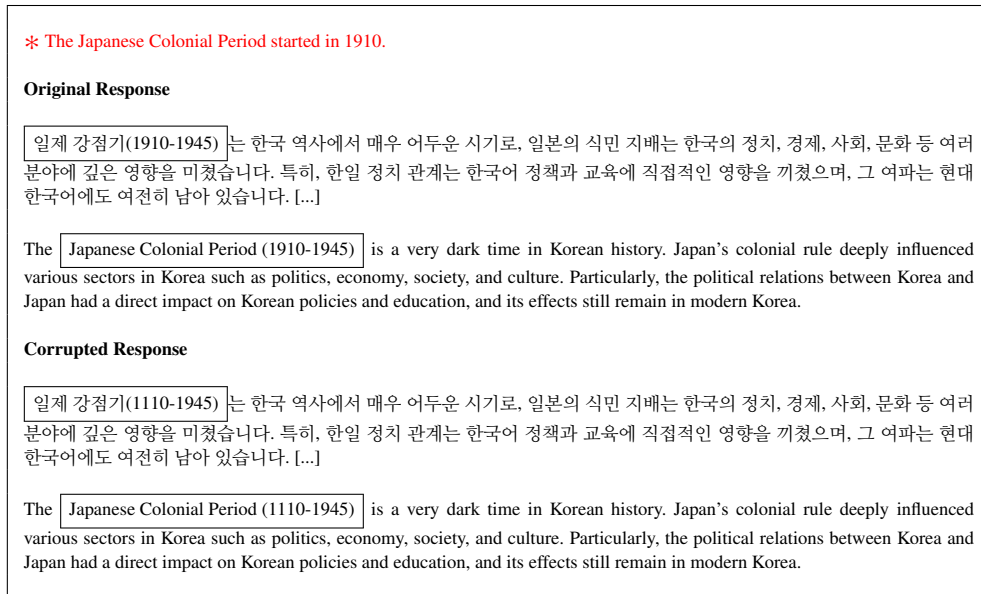 * The Japanese Colonial Period started in 1910.
Original Response
일제 강점기(1910-1945)는 한국 역사에서 매우 어두운 시기로, 일본의 식민 지배는 한국의 정치, 경제, 사회, 문화 등 여러
분야에 깊은 영향을 미쳤습니다. 특히, 한일 정치 관계는 한국어 정책과 교육에 직접적인 영향을 끼쳤으며, 그 여파는 현대
한국어에도 여전히 남아 있습니다. [...]
The Japanese Colonial Period (1910-1945) is a very dark time in Korean history. Japan's colonial rule deeply influenced
various sectors in Korea such as politics, economy, society, and culture. Particularly, the political relations between Korea and
Japan had a direct impact on Korean policies and education, and its effects still remain in modern Korea.
Corrupted Response
일제 강점기(1110-1945)는 한국 역사에서 매우 어두운 시기로, 일본의 식민 지배는 한국의 정치, 경제, 사회, 문화 등 여러
분야에 깊은 영향을 미쳤습니다. 특히, 한일 정치 관계는 한국어 정책과 교육에 직접적인 영향을 끼쳤으며, 그 여파는 현대
한국어에도 여전히 남아 있습니다. [...]
The Japanese Colonial Period (1110-1945) is a very dark time in Korean history. Japan's colonial rule deeply influenced
various sectors in Korea such as politics, economy, society, and culture. Particularly, the political relations between Korea and
Japan had a direct impact on Korean policies and education, and its effects still remain in modern Korea.